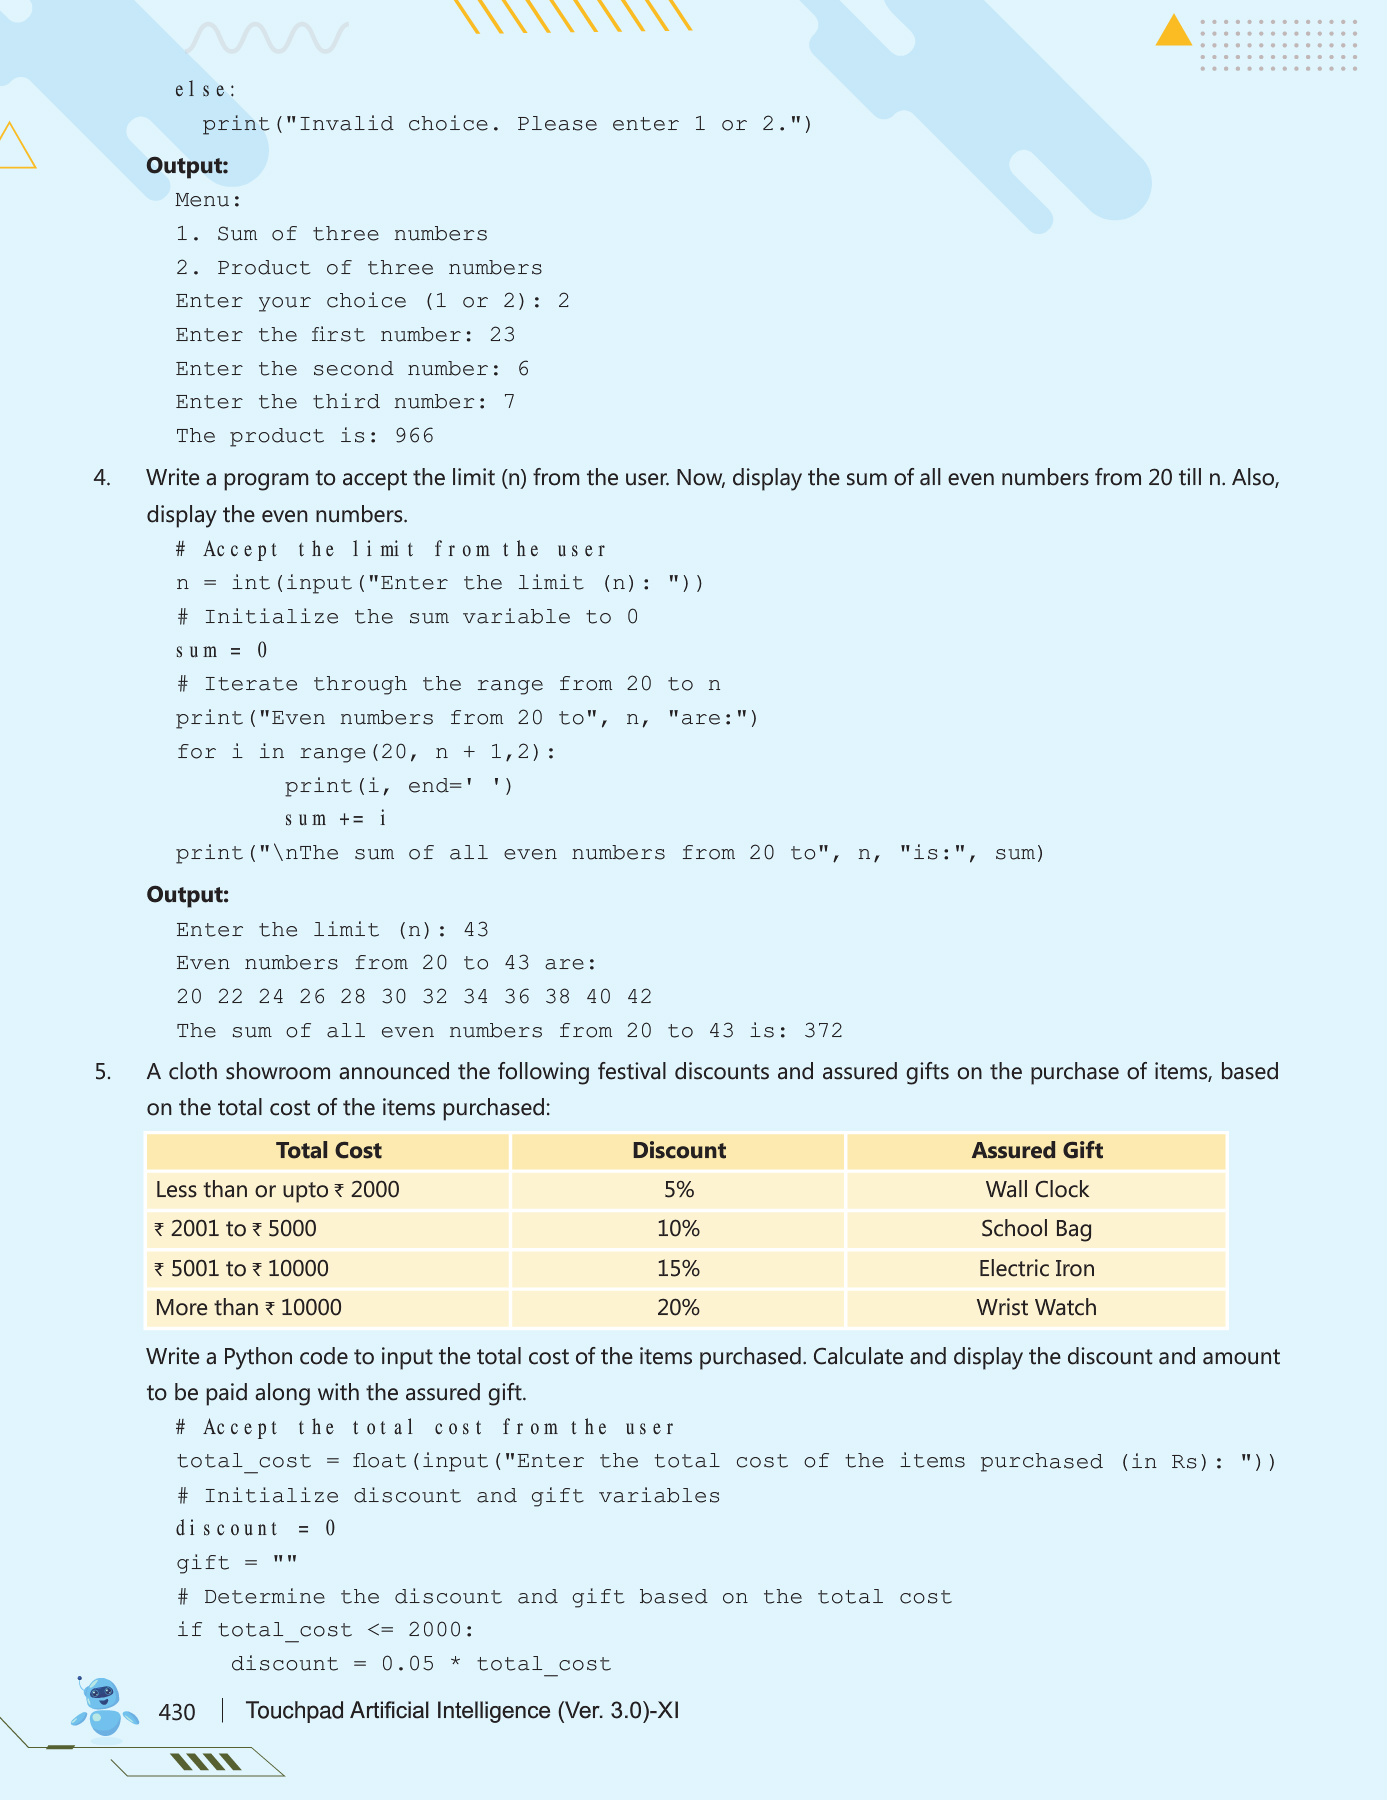 else:
print("Invalid choice. Please enter 1 or 2.")
Output:
Menu:
1. Sum of three numbers
2. Product of three numbers
Enter your choice (1 or 2): 2
Enter the first number: 23
Enter the second number: 6
Enter the third number: 7
The product is: 966
4. Write a program to accept the limit (n) from the user. Now, display the sum of all even numbers from 20 till n. Also,
display the even numbers.
# Accept the limit from the user
n = int(input("Enter the limit (n): "))
# Initialize the sum variable to 0
sum = 0
# Iterate through the range from 20 to n
print("Even numbers from 20 to", n, "are:")
for i in range(20, n + 1,2):
print(i, end=' ')
sum += i
print("\nThe sum of all even numbers from 20 to", n, "is:", sum)
Output:
Enter the limit (n): 43
Even numbers from 20 to 43 are:
20 22 24 26 28 30 32 34 36 38 40 42
The sum of all even numbers from 20 to 43 is: 372
5. A cloth showroom announced the following festival discounts and assured gifts on the purchase of items, based
on the total cost of the items purchased:
Total Cost Discount Assured Gift
Less than or upto ₹ 2000 5% Wall Clock
₹ 2001 to ₹ 5000 10% School Bag
₹ 5001 to ₹ 10000 15% Electric Iron
More than ₹ 10000 20% Wrist Watch
Write a Python code to input the total cost of the items purchased. Calculate and display the discount and amount
to be paid along with the assured gift.
# Accept the total cost from the user
total_cost = float(input("Enter the total cost of the items purchased (in Rs): "))
# Initialize discount and gift variables
discount = 0
gift = ""
# Determine the discount and gift based on the total cost
if total_cost <= 2000:
discount = 0.05 * total_cost
430 Touchpad Artificial Intelligence (Ver. 3.0)-XI